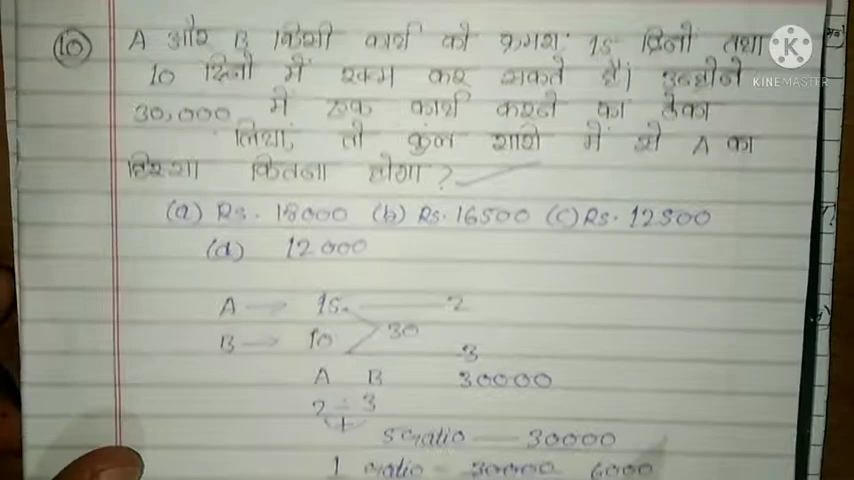 (10) A और B किसी कार्य को क्रमश: 15 दिनो तथा
10 दिनो में खत्म कर सकते है। उन्होने
30,000 में एक कार्य करने का ठेका
लिया, तो कुल राशि में से A का
हिस्सा कितना होगा?
(a) Rs. 18000 (b) Rs. 16500 (c) Rs. 12500
(d) 12000
A → 15 2
30
B → 10 3
A B 30000
2 : 3
+
5 ratio — 30000
1 ratio - 30000 6000
KINEMASTER